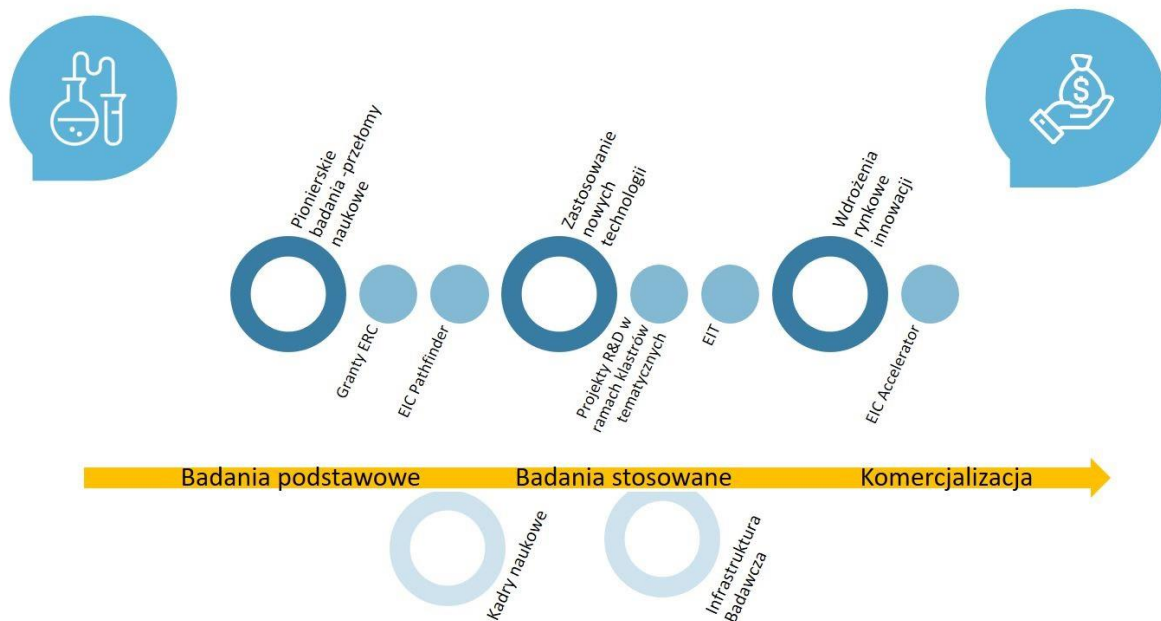 Pionierskie
badania -przełomy
naukowe
Granty ERC
EIC Pathfinder
Zastosowanie
nowych
technologii
Projekty R&D w
ramach klastrów
tematycznych
EIT
Wdrożenia
rynkowe
innowacji
EIC Accelerator
Badania podstawowe
Badania stosowane
Komercjalizacja
Kadry naukowe
Infrastruktura
Badawcza
$